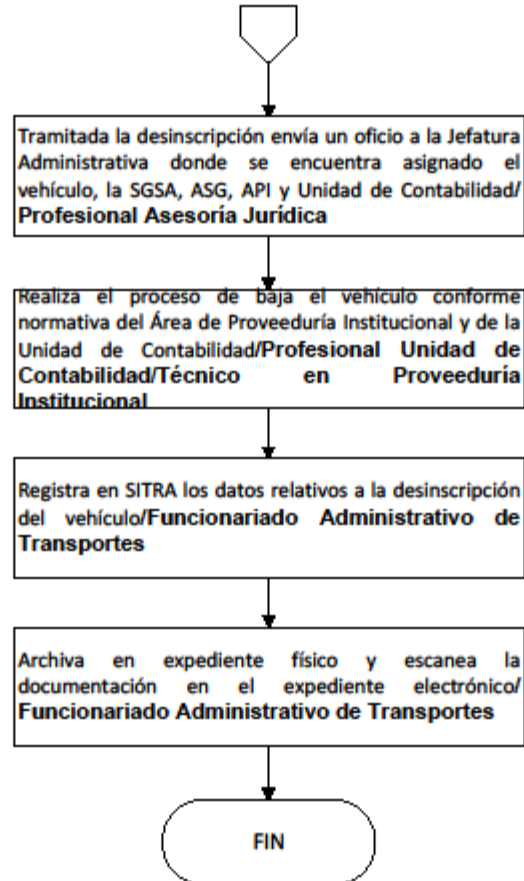 Tramitada la desinscripción envía un oficio a la Jefatura
Administrativa donde se encuentra asignado el
vehículo, la SGSA, ASG, API y Unidad de Contabilidad/
Profesional Asesoría Jurídica
Realiza el proceso de baja el vehículo conforme
normativa del Área de Proveeduría Institucional y de la
Unidad de Contabilidad/Profesional Unidad de
Contabilidad/Técnico en Proveeduría
Institucional
Registra en SITRA los datos relativos a la desinscripción
del vehículo/Funcionariado Administrativo de
Transportes
Archiva en expediente físico y escanea la
documentación en el expediente electrónico/
Funcionariado Administrativo de Transportes
FIN